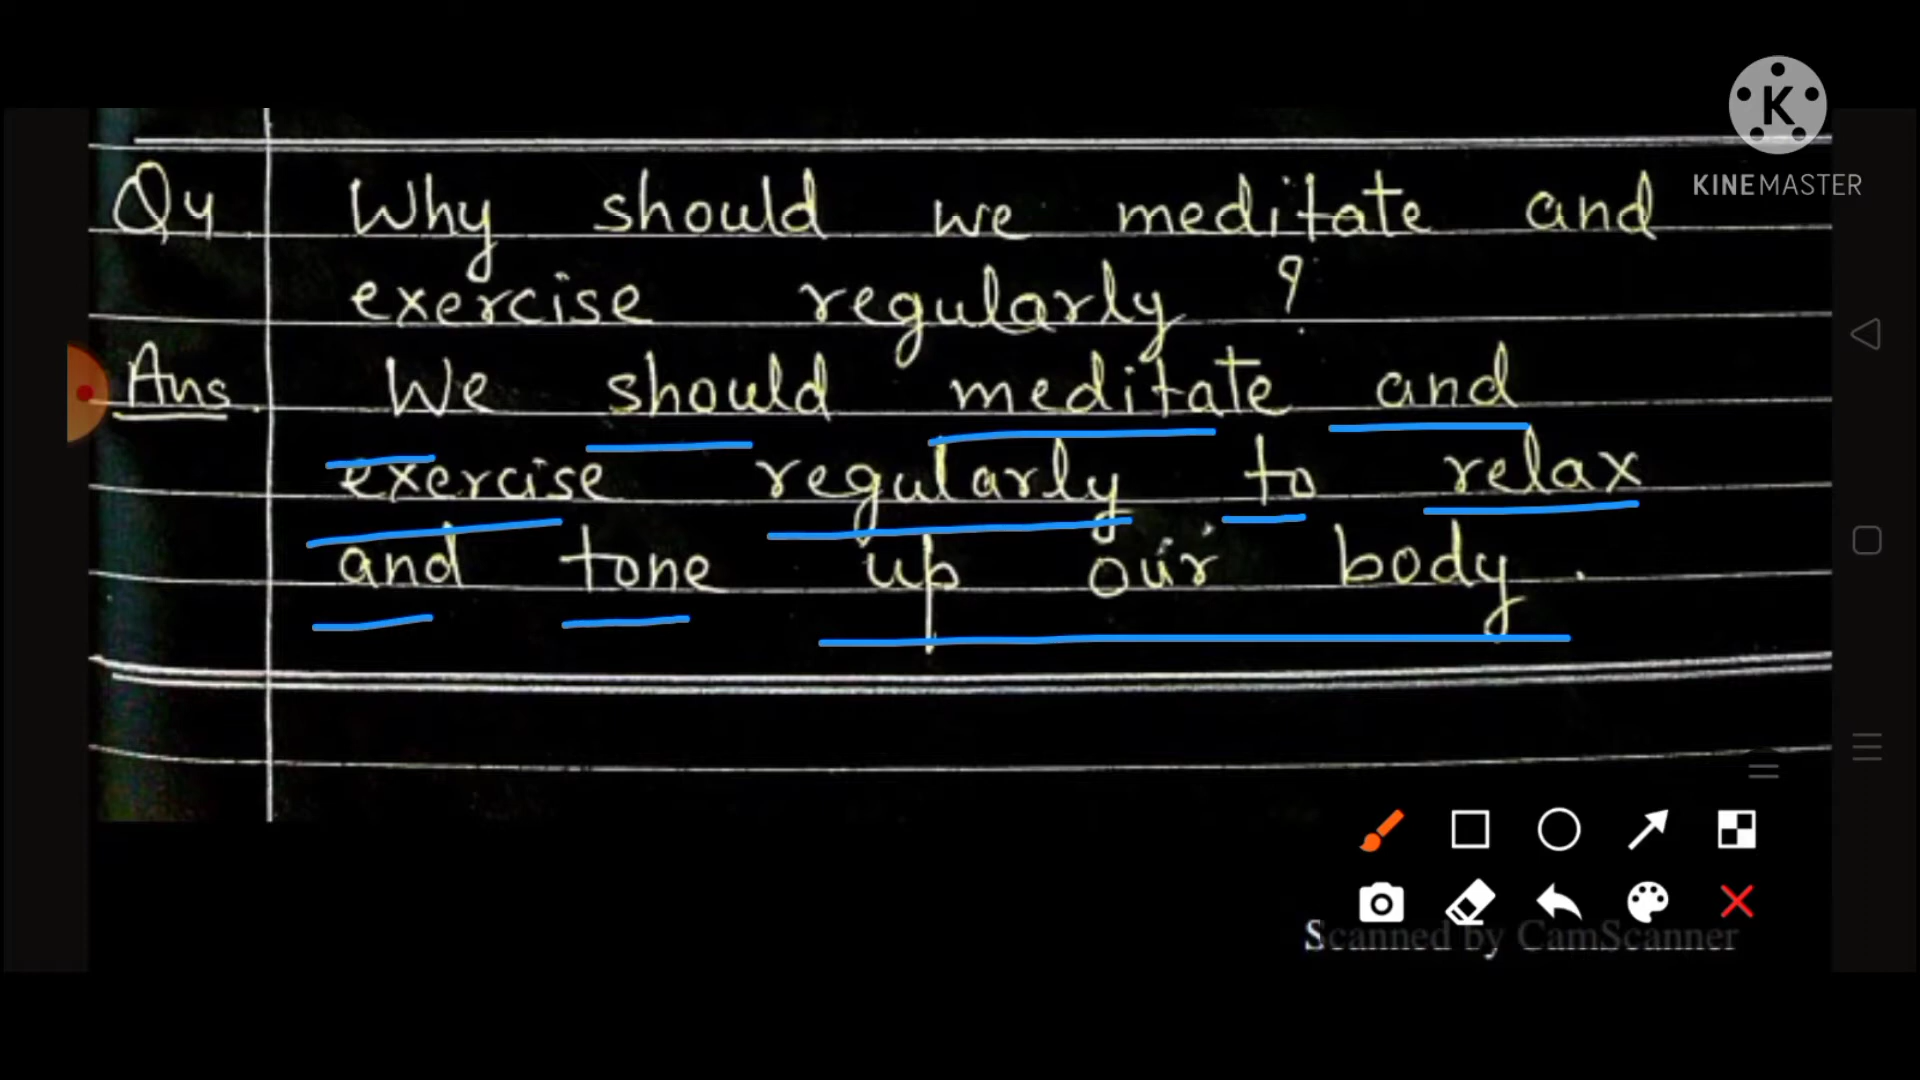 K
KINEMASTER
Q4. Why should we meditate and
exercise regularly ?
Ans. We should meditate and
exercise regularly to relax
and tone up our body.
Scanned by CamScanner